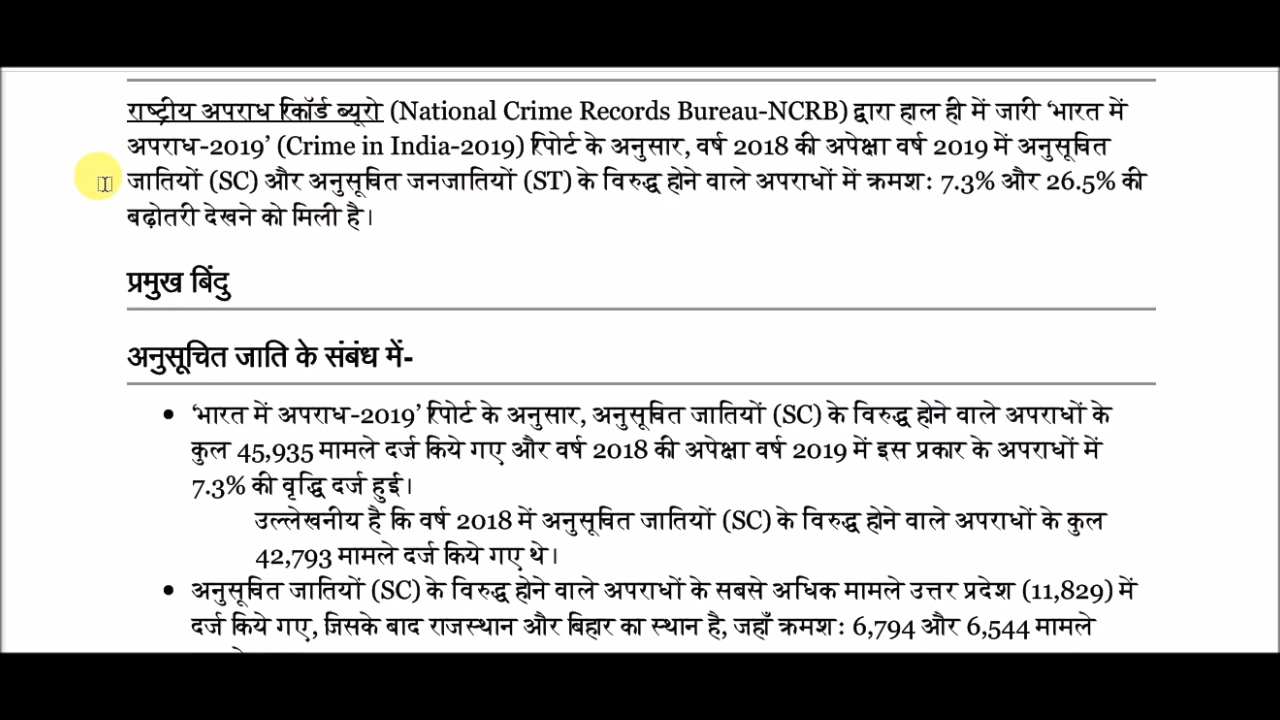 राष्ट्रीय अपराध रिकॉर्ड ब्यूरो (National Crime Records Bureau-NCRB) द्वारा हाल ही में जारी ‘भारत में
अपराध-2019’ (Crime in India-2019) रिपोर्ट के अनुसार, वर्ष 2018 की अपेक्षा वर्ष 2019 में अनुसूचित
जातियों (SC) और अनुसूचित जनजातियों (ST) के विरुद्ध होने वाले अपराधों में क्रमशः 7.3% और 26.5% की
बढ़ोतरी देखने को मिली है।
प्रमुख बिंदु
अनुसूचित जाति के संबंध में-
• ‘भारत में अपराध-2019’ रिपोर्ट के अनुसार, अनुसूचित जातियों (SC) के विरुद्ध होने वाले अपराधों के
कुल 45,935 मामले दर्ज किये गए और वर्ष 2018 की अपेक्षा वर्ष 2019 में इस प्रकार के अपराधों में
7.3% की वृद्धि दर्ज हुई।
उल्लेखनीय है कि वर्ष 2018 में अनुसूचित जातियों (SC) के विरुद्ध होने वाले अपराधों के कुल
42,793 मामले दर्ज किये गए थे।
• अनुसूचित जातियों (SC) के विरुद्ध होने वाले अपराधों के सबसे अधिक मामले उत्तर प्रदेश (11,829) में
दर्ज किये गए, जिसके बाद राजस्थान और बिहार का स्थान है, जहाँ क्रमशः 6,794 और 6,544 मामले